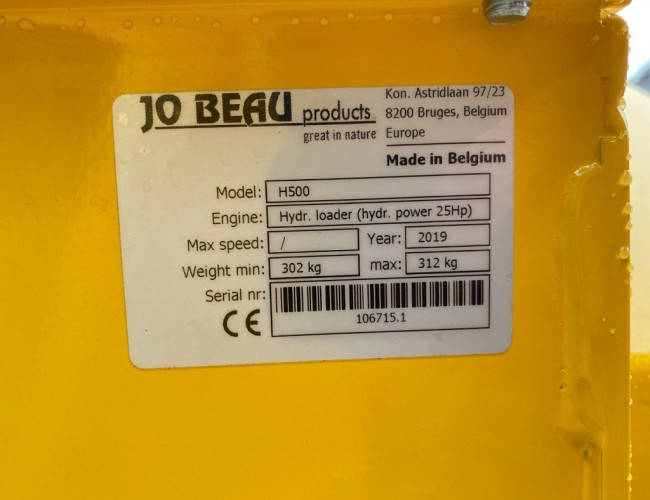 JO BEAU products
great in nature
Kon. Astridlaan 97/23
8200 Bruges, Belgium
Europe
Made in Belgium
Model: H500
Engine: Hydr. loader (hydr. power 25Hp)
Max speed: / Year: 2019
Weight min: 302 kg max: 312 kg
Serial nr:
106715.1
CE